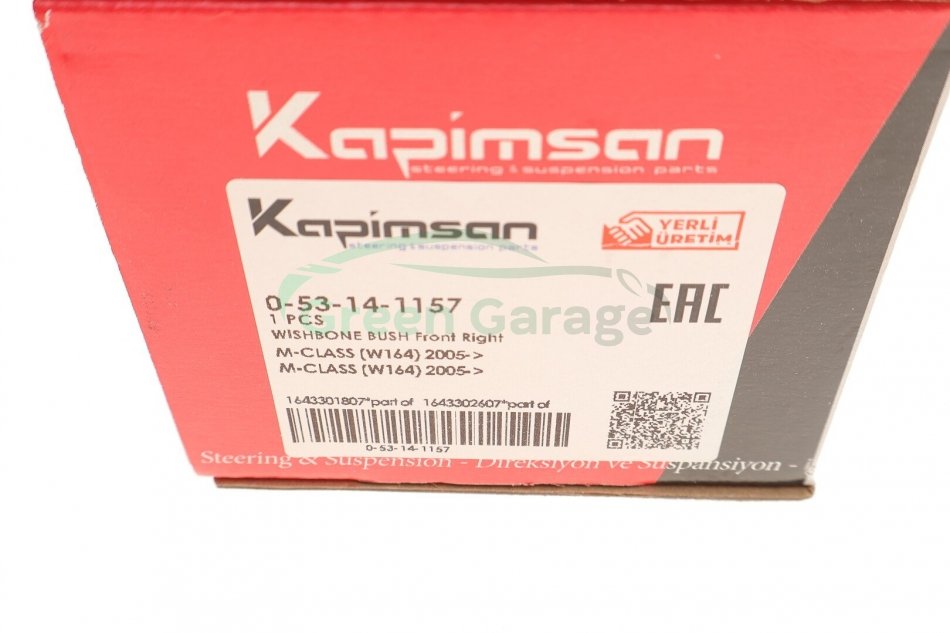 Kapimsan
steering & suspension parts
Kapimsan
steering & suspension parts
YERLİ
ÜRETİM
0-53-14-1157
1 PCS
EAC
Green Garage
WISHBONE BUSH Front Right
M-CLASS (W164) 2005->
M-CLASS (W164) 2005->
1643301807*part of 1643302607*part of
0-53-14-1157
Steering & Suspension - Direksiyon ve Suspansiyon -